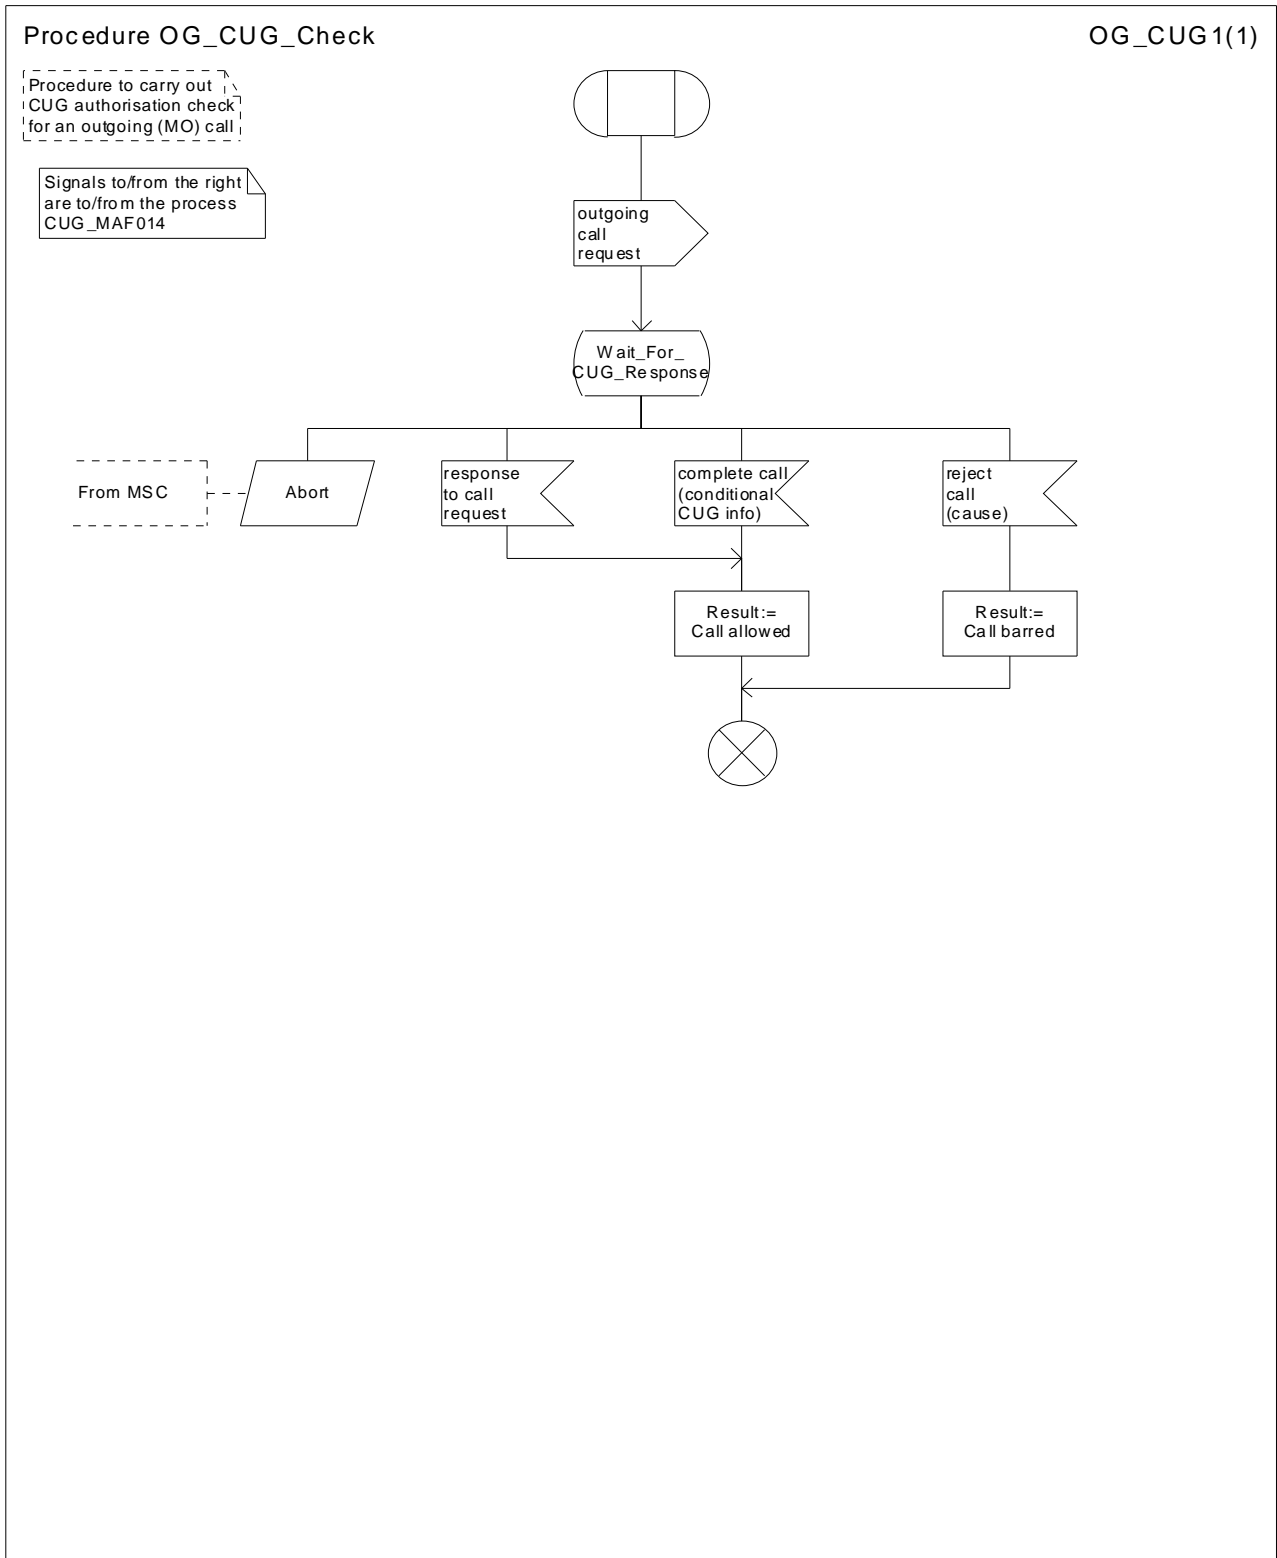 Procedure OG_CUG_Check
OG_CUG1(1)
Procedure to carry out
CUG authorisation check
for an outgoing (MO) call
Signals to/from the right
are to/from the process
CUG_MAF014
outgoing
call
request
Wait_For_
CUG_Response
From MSC
Abort
response
to call
request
complete call
(conditional
CUG info)
reject
call
(cause)
Result:=
Call allowed
Result:=
Call barred